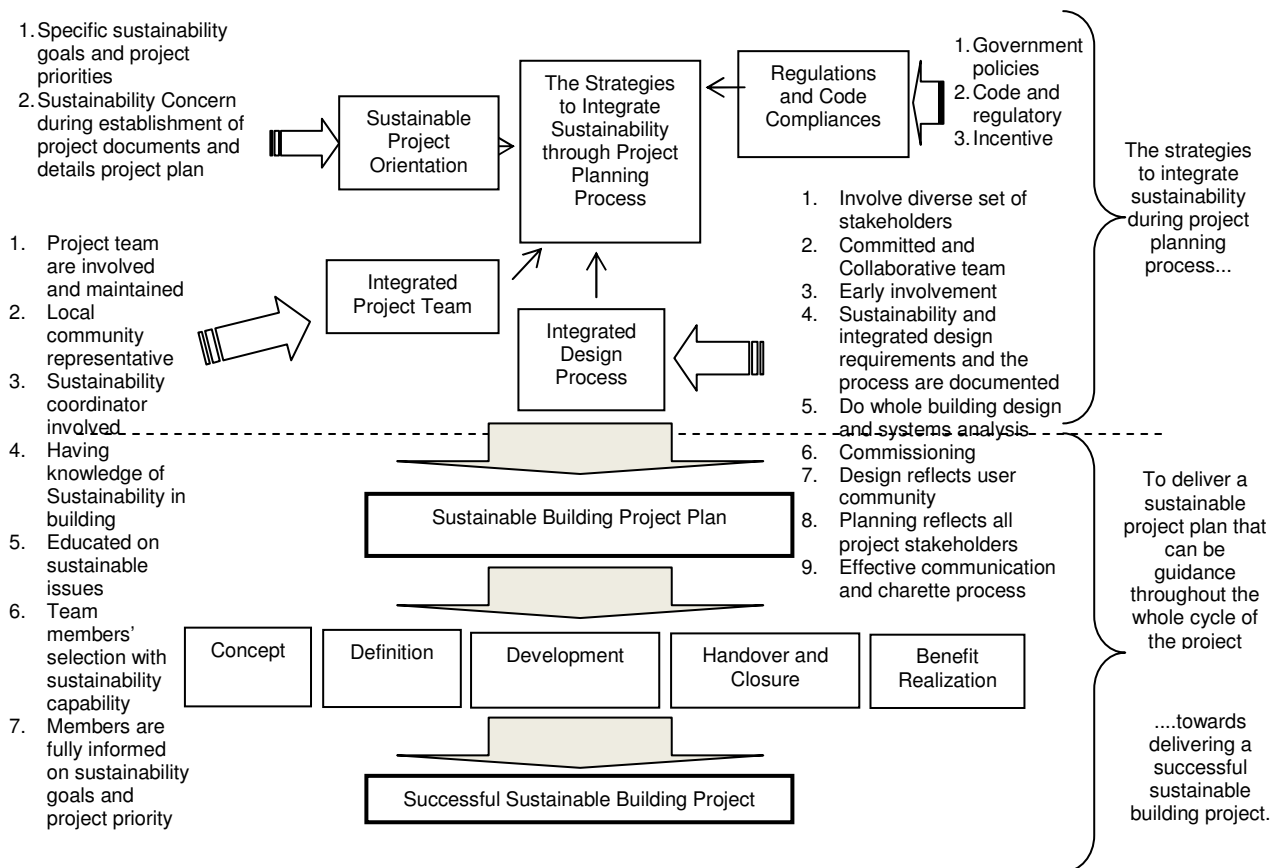 1. Specific sustainability
goals and project
priorities
2. Sustainability Concern
during establishment of
project documents and
details project plan
Sustainable
Project
Orientation
The Strategies
to Integrate
Sustainability
through Project
Planning
Process
Regulations
and Code
Compliances
1. Government
policies
2. Code and
regulatory
3. Incentive
The strategies
to integrate
sustainability
during project
planning
process...
1. Project team
are involved
and maintained
2. Local
community
representative
3. Sustainability
coordinator
involved
4. Having
knowledge of
Sustainability in
building
5. Educated on
sustainable
issues
6. Team
members’
selection with
sustainability
capability
7. Members are
fully informed
on sustainability
goals and
project priority
Integrated
Project Team
Integrated
Design
Process
1. Involve diverse set of
stakeholders
2. Committed and
Collaborative team
3. Early involvement
4. Sustainability and
integrated design
requirements and the
process are documented
5. Do whole building design
and systems analysis
6. Commissioning
7. Design reflects user
community
8. Planning reflects all
project stakeholders
9. Effective communication
and charette process
Sustainable Building Project Plan
Concept
Definition
Development
Handover and
Closure
Benefit
Realization
Successful Sustainable Building Project
To deliver a
sustainable
project plan that
can be
guidance
throughout the
whole cycle of
the project
....towards
delivering a
successful
sustainable
building project.